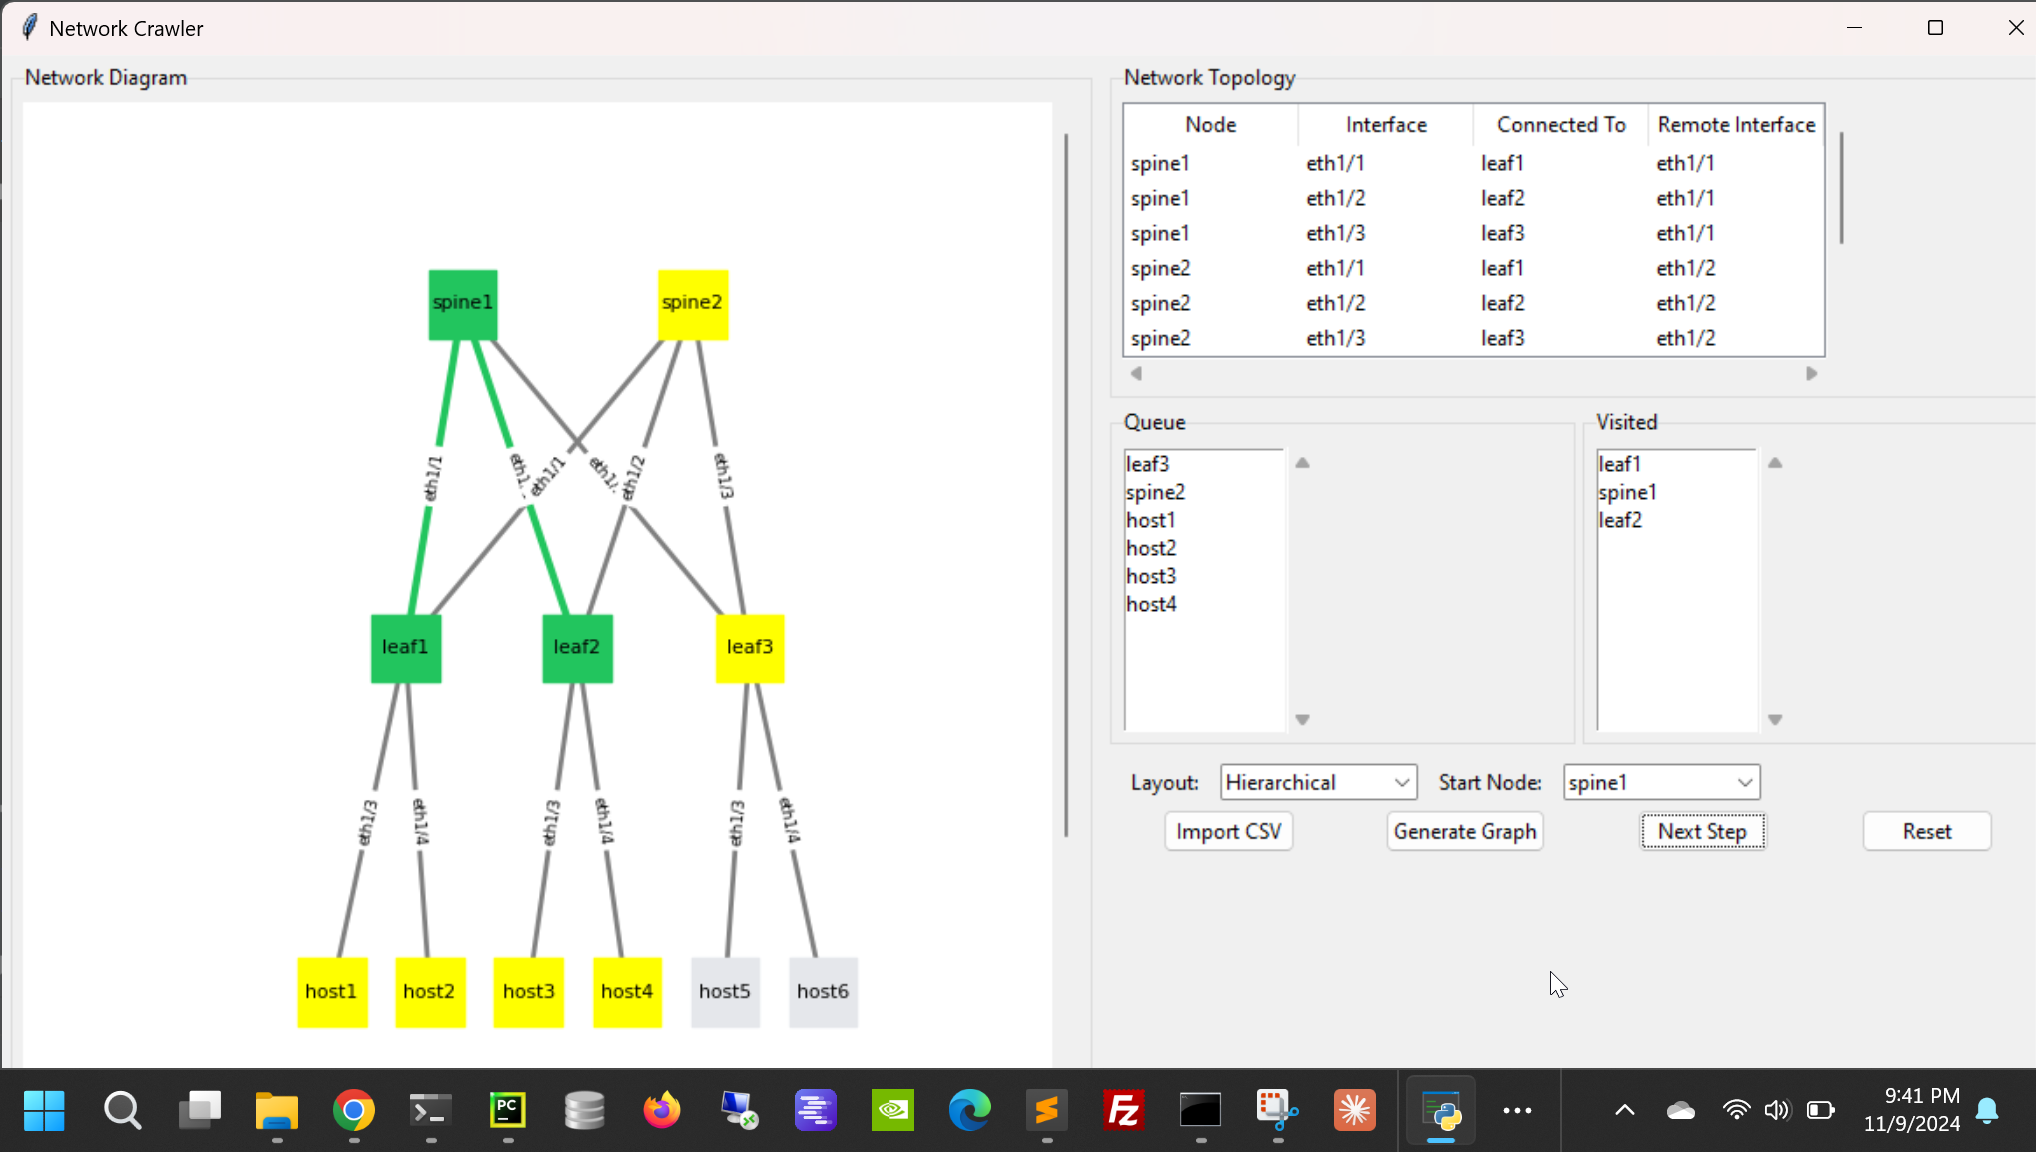 Network Crawler
Network Diagram
spine1
spine2
eth1/1
eth1/1
eth1/2
eth1/3
leaf1
leaf2
leaf3
eth1/3
eth1/4
eth1/3
eth1/4
eth1/3
eth1/4
host1
host2
host3
host4
host5
host6
Network Topology
Node Interface Connected To Remote Interface
spine1 eth1/1 leaf1 eth1/1
spine1 eth1/2 leaf2 eth1/1
spine1 eth1/3 leaf3 eth1/1
spine2 eth1/1 leaf1 eth1/2
spine2 eth1/2 leaf2 eth1/2
spine2 eth1/3 leaf3 eth1/2
Queue
leaf3
spine2
host1
host2
host3
host4
Visited
leaf1
spine1
leaf2
Layout: Hierarchical Start Node: spine1
Import CSV Generate Graph Next Step Reset
PC
FZ
9:41 PM
11/9/2024